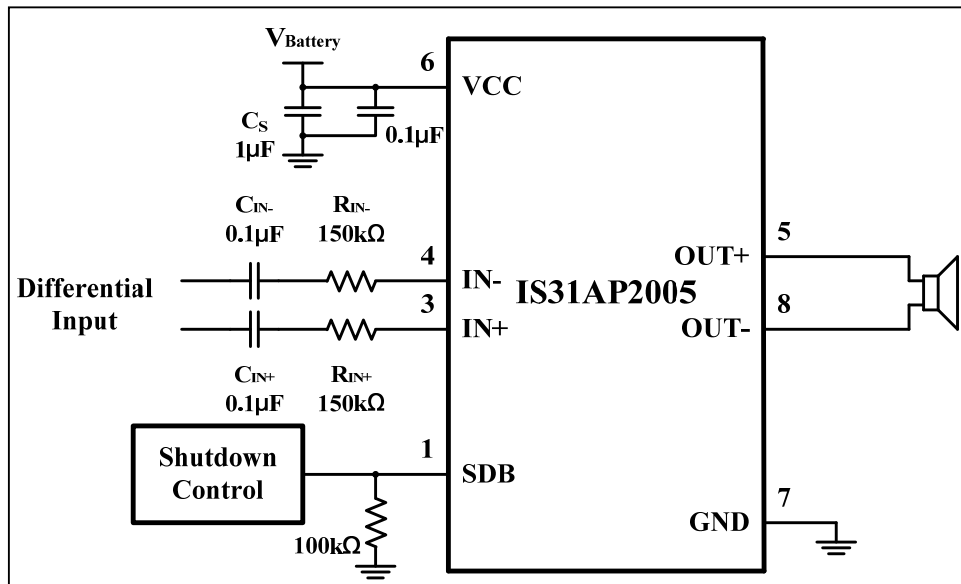 VBattery
6
VCC
CS
1µF
0.1µF
CIN-
0.1µF
RIN-
150kΩ
4
IN-
Differential
Input
3
IN+
CIN+
0.1µF
RIN+
150kΩ
IS31AP2005
OUT+
5
OUT-
8
Shutdown
Control
1
SDB
100kΩ
GND
7